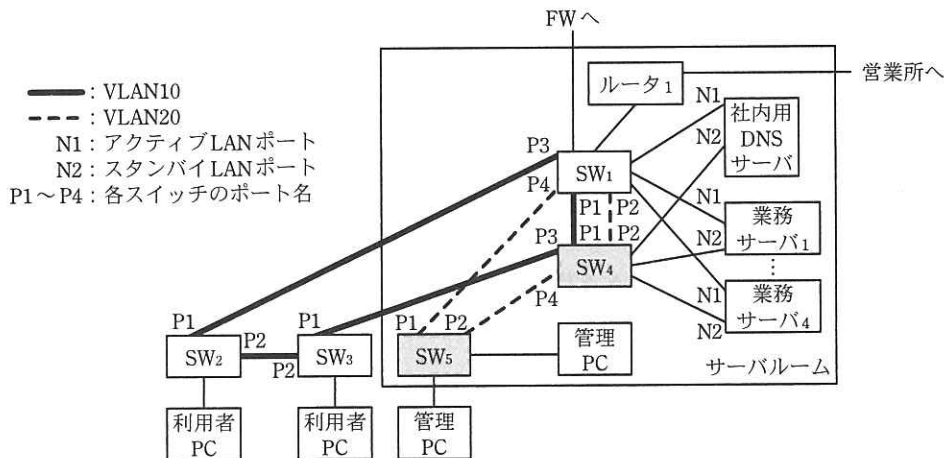 FWへ
営業所へ
ルータ1
N1
社内用
DNS
サーバ
N2
：VLAN10
：VLAN20
N1：アクティブLANポート
N2：スタンバイLANポート
P1～P4：各スイッチのポート名
P3
SW1
P4
P1
P2
N1
業務
サーバ1
N2
⋮
P3
P1
P2
SW4
P4
N1
業務
サーバ4
N2
P1
SW2
P2
P1
P2
SW3
P1
P2
SW5
管理
PC
サーバルーム
利用者
PC
利用者
PC
管理
PC